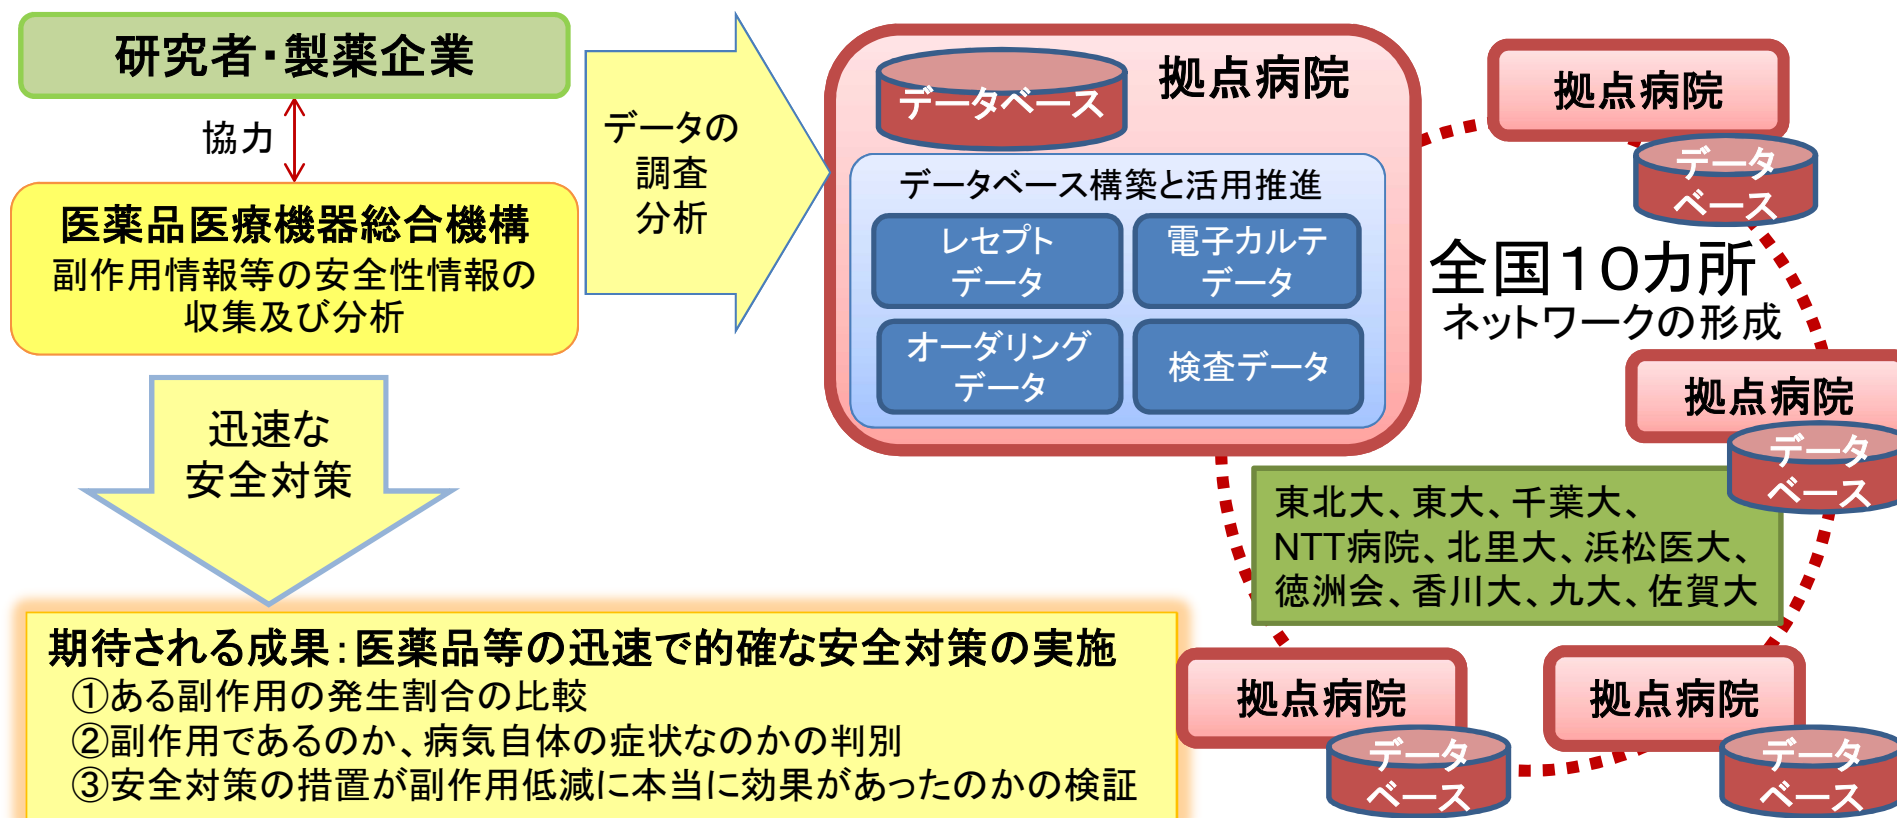 研究者・製薬企業
協力
医薬品医療機器総合機構
副作用情報等の安全性情報の
収集及び分析
データの
調査
分析
迅速な
安全対策
期待される成果：医薬品等の迅速で的確な安全対策の実施
①ある副作用の発生割合の比較
②副作用であるのか、病気自体の症状なのかの判別
③安全対策の措置が副作用低減に本当に効果があったのかの検証
データベース
拠点病院
データベース構築と活用推進
レセプト
データ
電子カルテ
データ
オーダリング
データ
検査データ
拠点病院
データ
ベース
全国１０カ所
ネットワークの形成
拠点病院
データ
ベース
東北大、東大、千葉大、
NTT病院、北里大、浜松医大、
徳洲会、香川大、九大、佐賀大
拠点病院
データ
ベース
拠点病院
データ
ベース